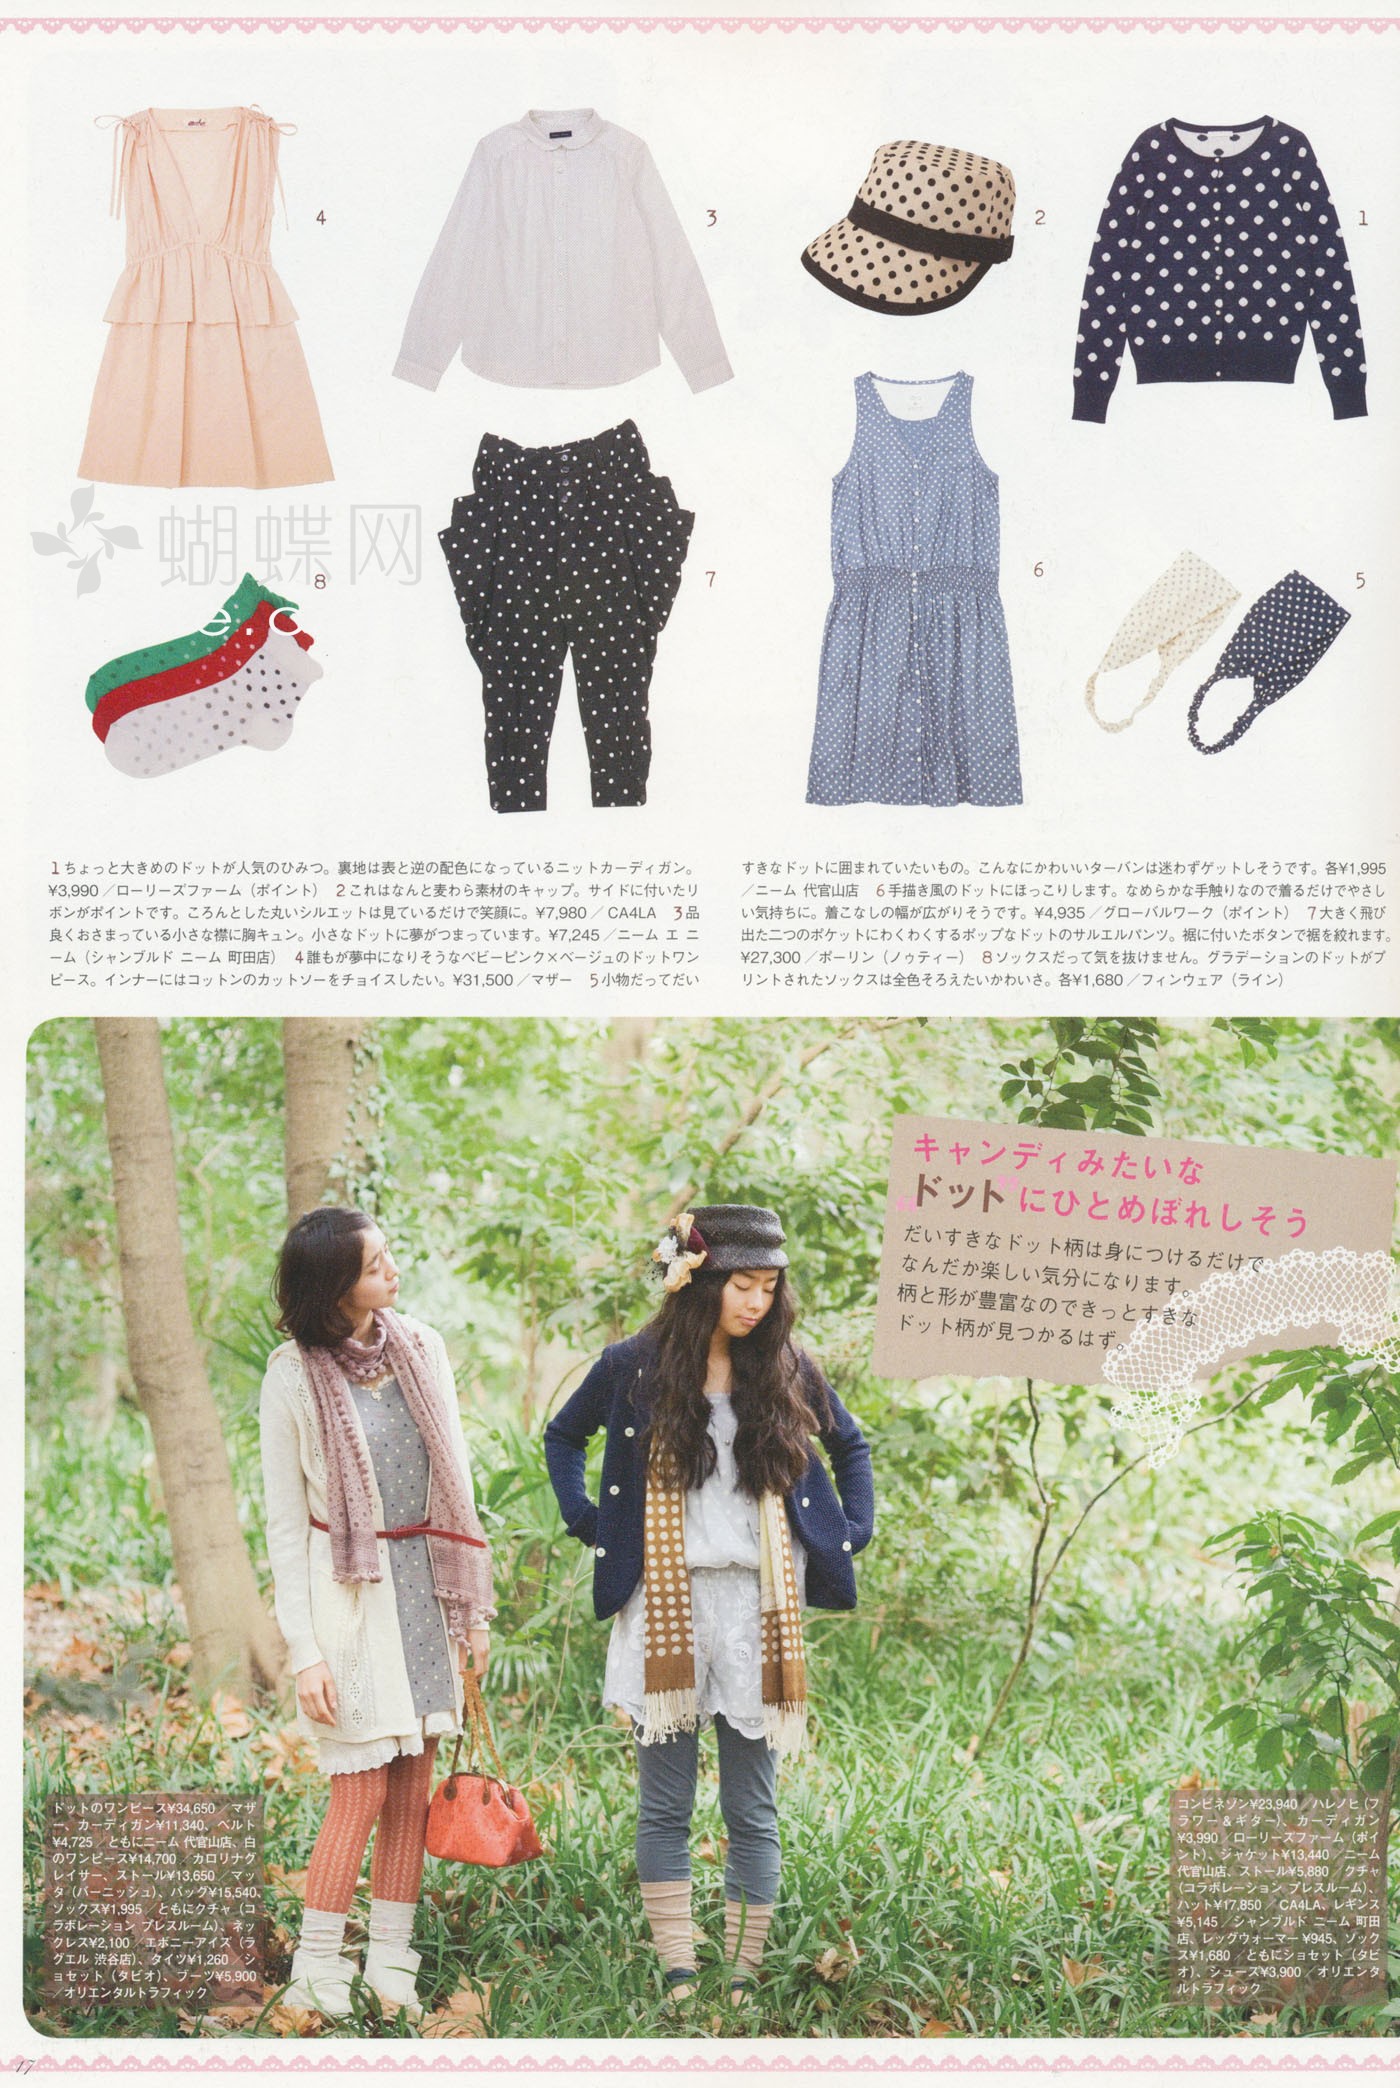 4
3
2
1
蝴蝶网
e.c
8
7
6
5
1ちょっと大きめのドットが人気のひみつ。裏地は表と逆の配色になっているニットカーディガン。
¥3,990／ローリーズファーム（ポイント） 2これはなんと麦わら素材のキャップ。サイドに付いたリ
ボンがポイントです。ころんとした丸いシルエットは見ているだけで笑顔に。¥7,980／CA4LA 3品
良くおさまっている小さな襟に胸キュン。小さなドットに夢がつまっています。¥7,245／ニーム エ ニ
ーム（シャンブルド ニーム 町田店） 4誰もが夢中になりそうなベビーピンク×ベージュのドットワン
ピース。インナーにはコットンのカットソーをチョイスしたい。¥31,500／マザー 5小物だってだい
すきなドットに囲まれていたいもの。こんなにかわいいターバンは迷わずゲットしそうです。各¥1,995
／ニーム 代官山店 6手描き風のドットにほっこりします。なめらかな手触りなので着るだけでやさし
い気持ちに。着こなしの幅が広がりそうです。¥4,935／グローバルワーク（ポイント） 7大きく飛び
出た二つのポケットにわくわくするポップなドットのサルエルパンツ。裾に付いたボタンで裾を絞れます。
¥27,300／ポーリン（ノゥティー） 8ソックスだって気を抜けません。グラデーションのドットがプ
リントされたソックスは全色そろえたいかわいさ。各¥1,680／フィンウェア（ライン）
キャンディみたいな
“ドット”にひとめぼれしそう
だいすきなドット柄は身につけるだけで
なんだか楽しい気分になります。
柄と形が豊富なのできっとすきな
ドット柄が見つかるはず。
ドットのワンピース¥34,650／マザ
ー、カーディガン¥11,340、ベルト
¥4,725／ともにニーム 代官山店、白
のワンピース¥14,700／カロリナグ
レイサー、ストール¥13,650／マッ
タ（バーニッシュ）、バッグ¥15,540、
ソックス¥1,995／ともにクチャ（コ
ラボレーション プレスルーム）、ネッ
クレス¥2,100／エボニーアイズ（ラ
グエル 渋谷店）、タイツ¥1,260／シ
ョセット（タビオ）、ブーツ¥5,900
／オリエンタルトラフィック
コンビネゾン¥23,940／ハレノヒ（フ
ラワー＆ギター）、カーディガン
¥3,990／ローリーズファーム（ポイ
ント）、ジャケット¥13,440／ニーム
代官山店、ストール¥5,880／クチャ
（コラボレーション プレスルーム）、
ハット¥17,850／CA4LA、レギンス
¥5,145／シャンブルド ニーム 町田
店、レッグウォーマー¥945、ソック
ス¥1,680／ともにショセット（タビ
オ）、シューズ¥3,900／オリエンタ
ルトラフィック
17